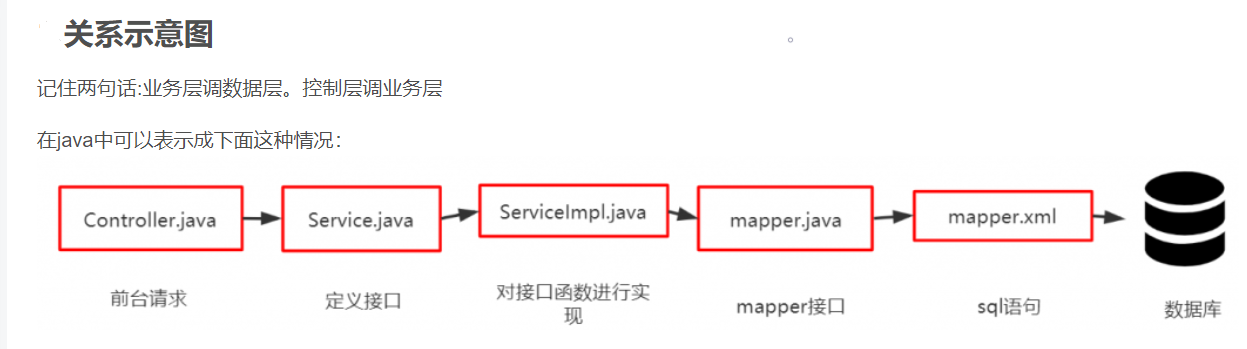 关系示意图
记住两句话:业务层调数据层。控制层调业务层
在java中可以表示成下面这种情况：
Controller.java
Service.java
ServiceImpl.java
mapper.java
mapper.xml
前台请求
定义接口
对接口函数进行实
现
mapper接口
sql语句
数据库